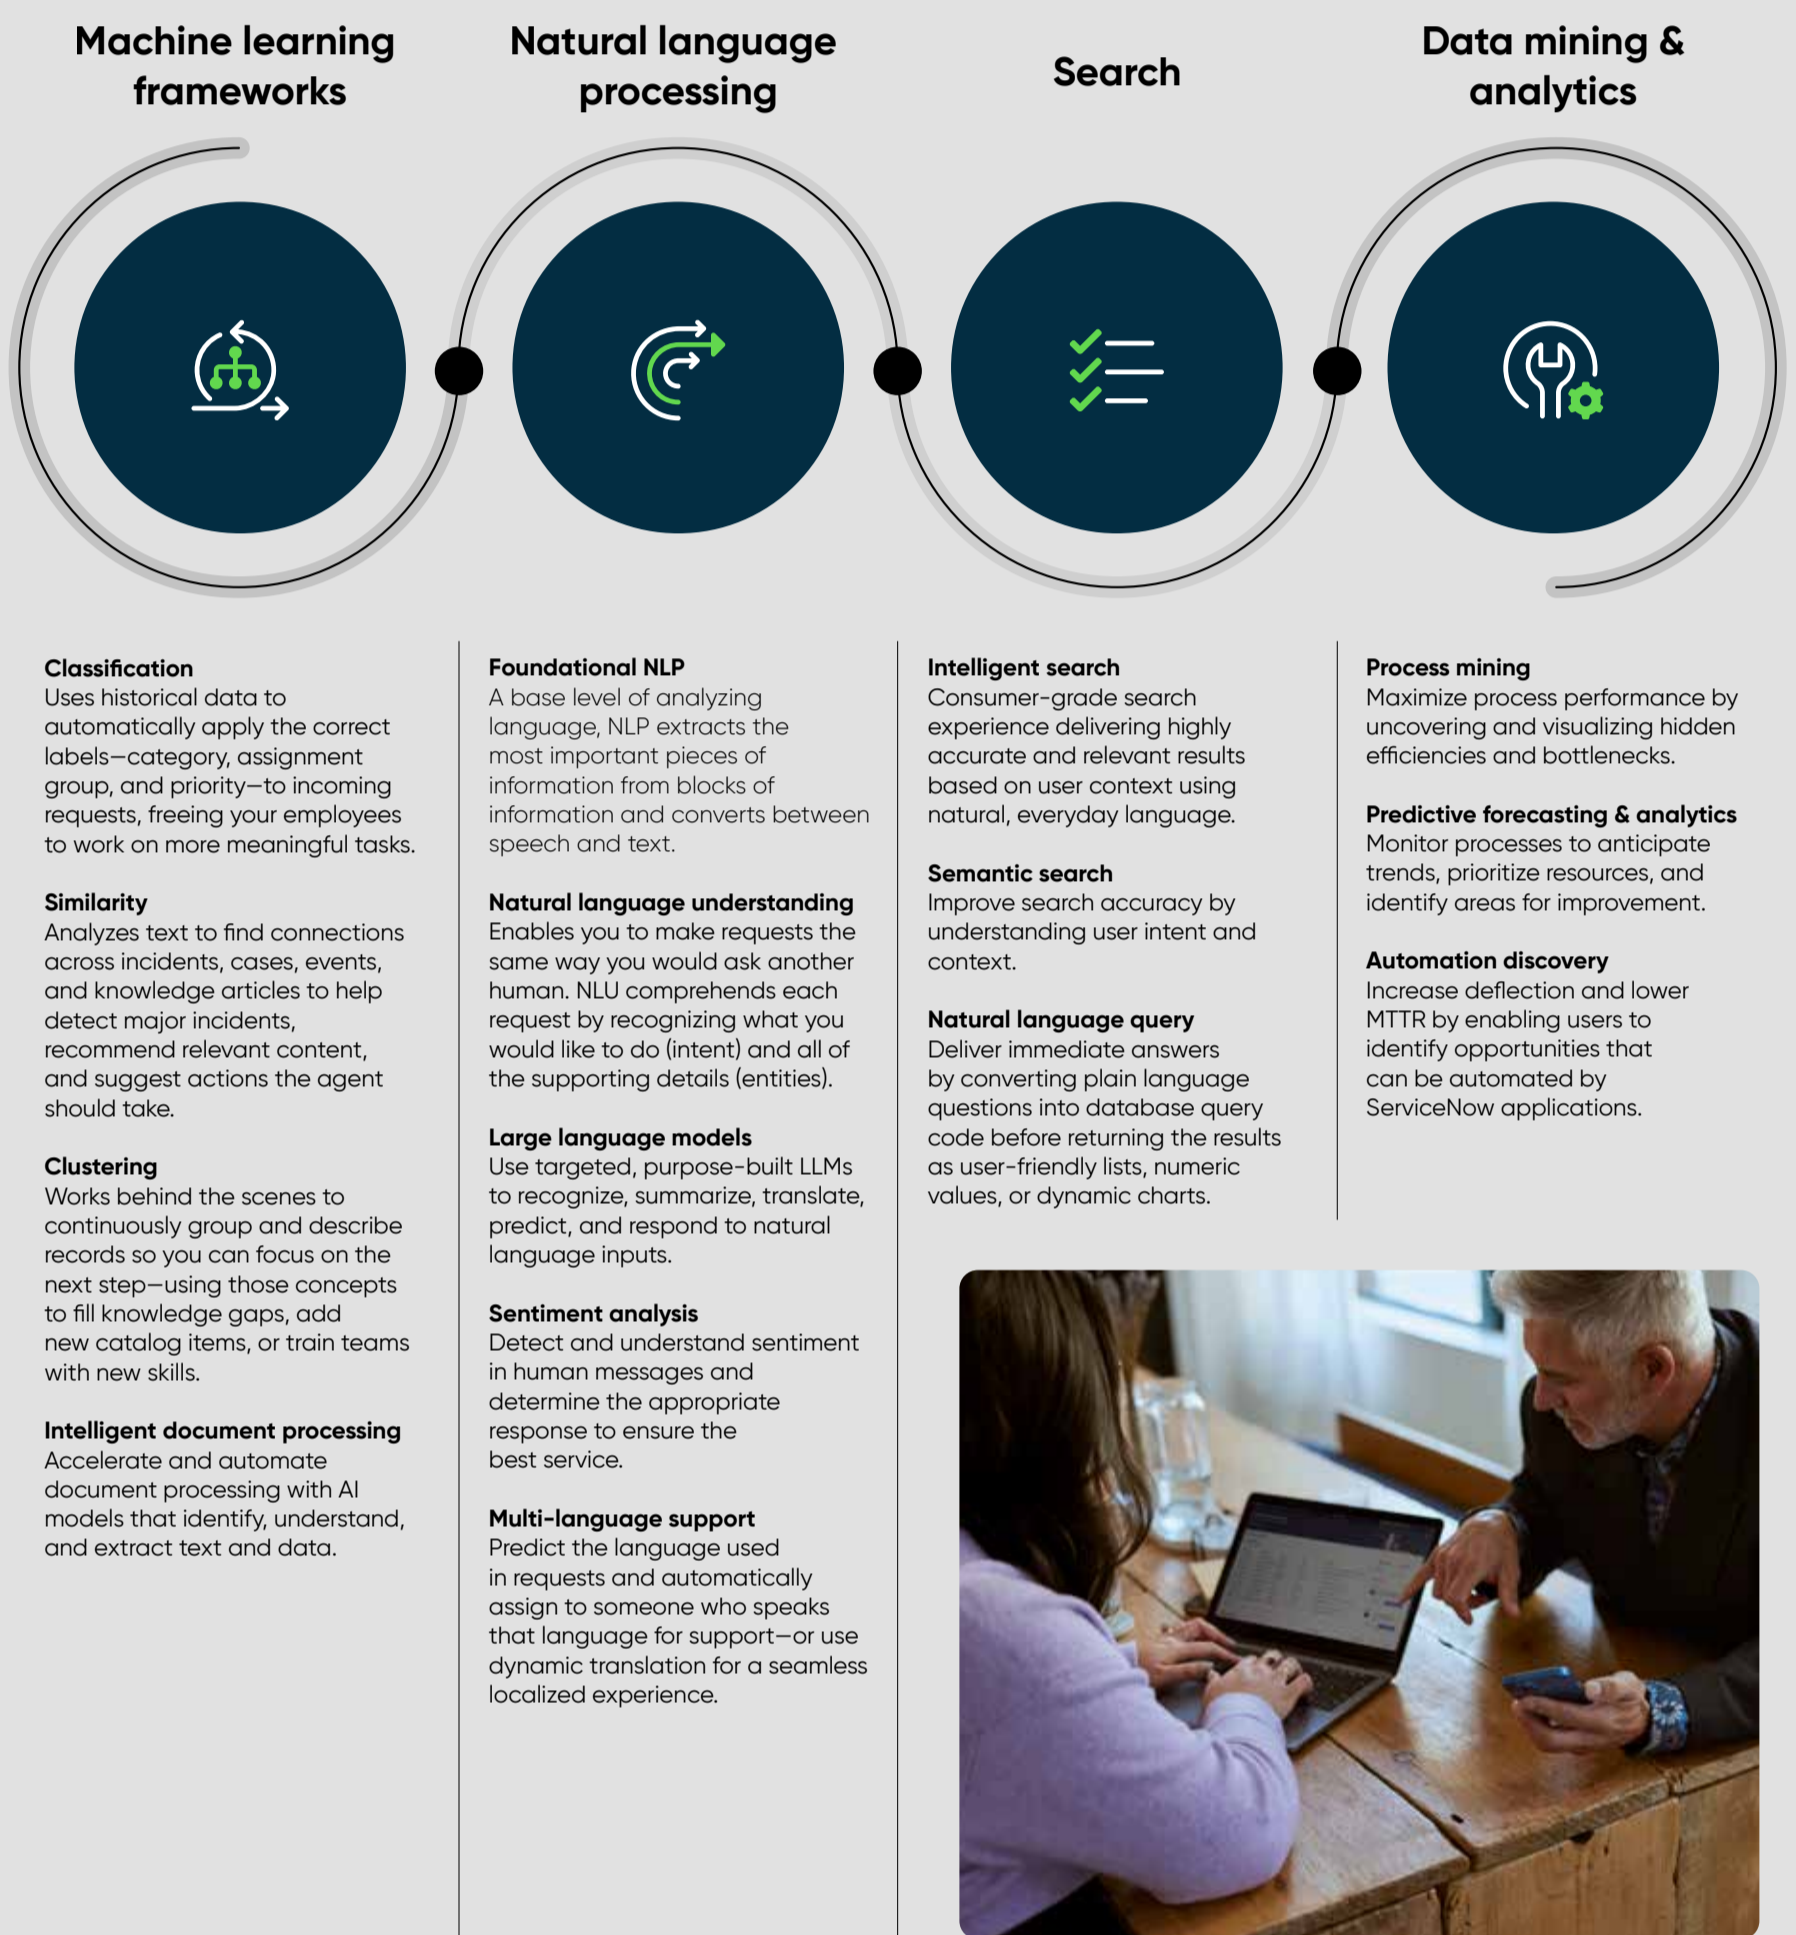 Machine learning
frameworks
Natural language
processing
Search
Data mining &
analytics
Classification
Uses historical data to
automatically apply the correct
labels—category, assignment
group, and priority—to incoming
requests, freeing your employees
to work on more meaningful tasks.
Similarity
Analyzes text to find connections
across incidents, cases, events,
and knowledge articles to help
detect major incidents,
recommend relevant content,
and suggest actions the agent
should take.
Clustering
Works behind the scenes to
continuously group and describe
records so you can focus on the
next step—using those concepts
to fill knowledge gaps, add
new catalog items, or train teams
with new skills.
Intelligent document processing
Accelerate and automate
document processing with AI
models that identify, understand,
and extract text and data.
Foundational NLP
A base level of analyzing
language, NLP extracts the
most important pieces of
information from blocks of
information and converts between
speech and text.
Natural language understanding
Enables you to make requests the
same way you would ask another
human. NLU comprehends each
request by recognizing what you
would like to do (intent) and all of
the supporting details (entities).
Large language models
Use targeted, purpose-built LLMs
to recognize, summarize, translate,
predict, and respond to natural
language inputs.
Sentiment analysis
Detect and understand sentiment
in human messages and
determine the appropriate
response to ensure the
best service.
Multi-language support
Predict the language used
in requests and automatically
assign to someone who speaks
that language for support—or use
dynamic translation for a seamless
localized experience.
Intelligent search
Consumer-grade search
experience delivering highly
accurate and relevant results
based on user context using
natural, everyday language.
Semantic search
Improve search accuracy by
understanding user intent and
context.
Natural language query
Deliver immediate answers
by converting plain language
questions into database query
code before returning the results
as user-friendly lists, numeric
values, or dynamic charts.
Process mining
Maximize process performance by
uncovering and visualizing hidden
efficiencies and bottlenecks.
Predictive forecasting & analytics
Monitor processes to anticipate
trends, prioritize resources, and
identify areas for improvement.
Automation discovery
Increase deflection and lower
MTTR by enabling users to
identify opportunities that
can be automated by
ServiceNow applications.